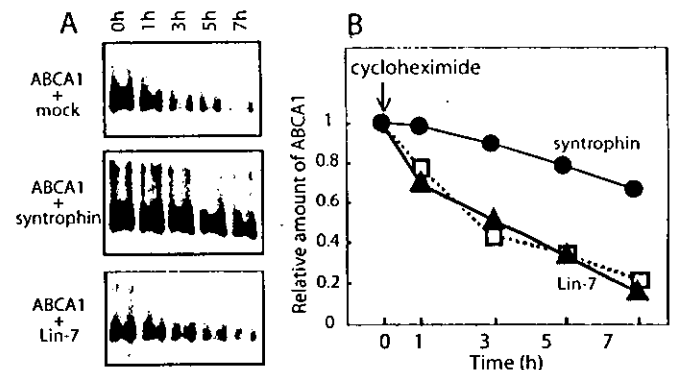 A
0h 1h 3h 5h 7h
ABCA1
+
mock
ABCA1
+
syntrophin
ABCA1
+
Lin-7
B
cycloheximide
Relative amount of ABCA1
1
0.8
0.6
0.4
0.2
0
syntrophin
Lin-7
0 1 3 5 7
Time (h)